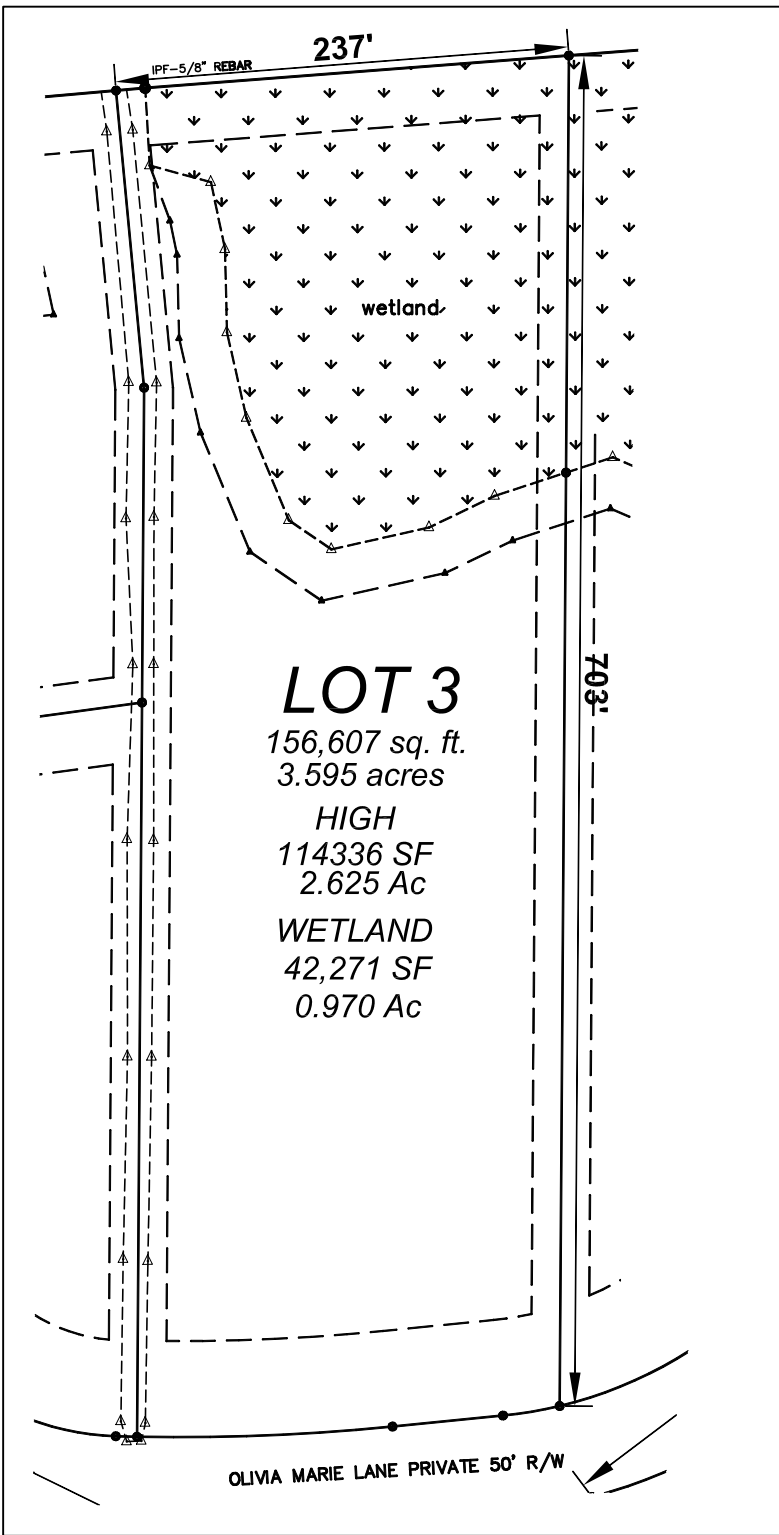 237'
IPF-5/8" REBAR
wetland
703'
LOT 3
156,607 sq. ft.
3.595 acres
HIGH
114336 SF
2.625 Ac
WETLAND
42,271 SF
0.970 Ac
OLIVIA MARIE LANE PRIVATE 50' R/W